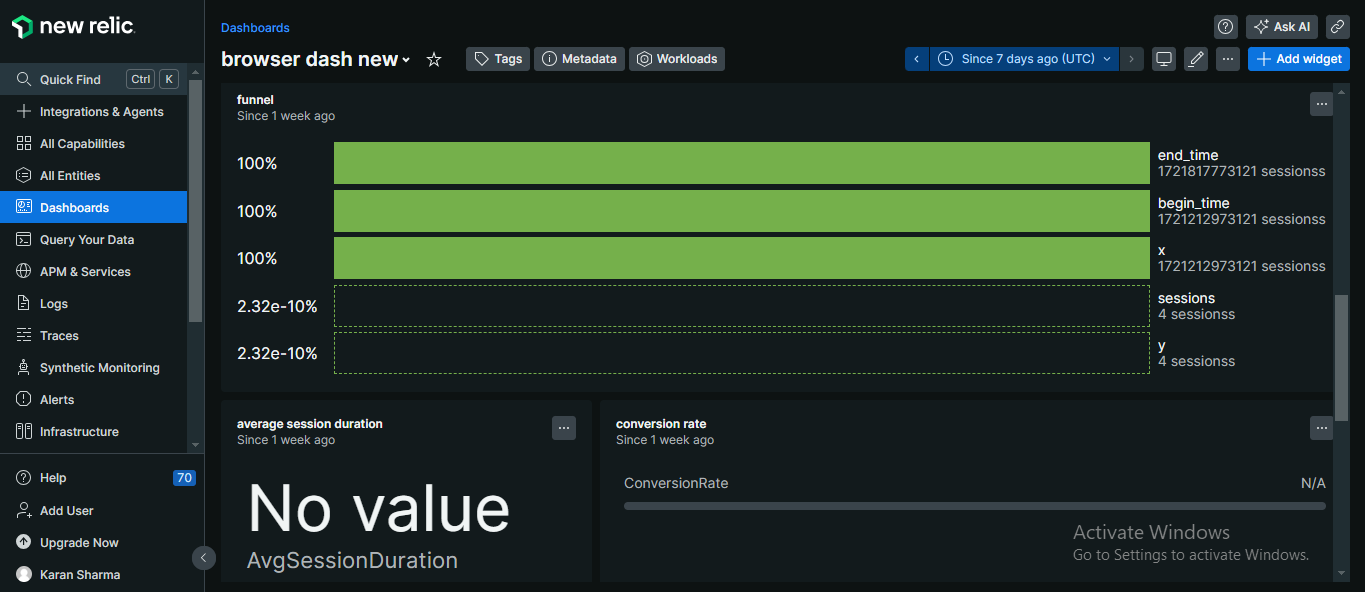 new relic.
Quick Find Ctrl K
Integrations & Agents
All Capabilities
All Entities
Dashboards
Query Your Data
APM & Services
Logs
Traces
Synthetic Monitoring
Alerts
Infrastructure
Help 70
Add User
Upgrade Now
Karan Sharma
Dashboards
Ask AI
browser dash new
Tags Metadata Workloads
Since 7 days ago (UTC)
Add widget
funnel
Since 1 week ago
100% end_time
1721817773121 sessionss
100% begin_time
1721212973121 sessionss
100% x
1721212973121 sessionss
2.32e-10% sessions
4 sessionss
2.32e-10% y
4 sessionss
average session duration
Since 1 week ago
No value
AvgSessionDuration
conversion rate
Since 1 week ago
ConversionRate N/A
Activate Windows
Go to Settings to activate Windows.